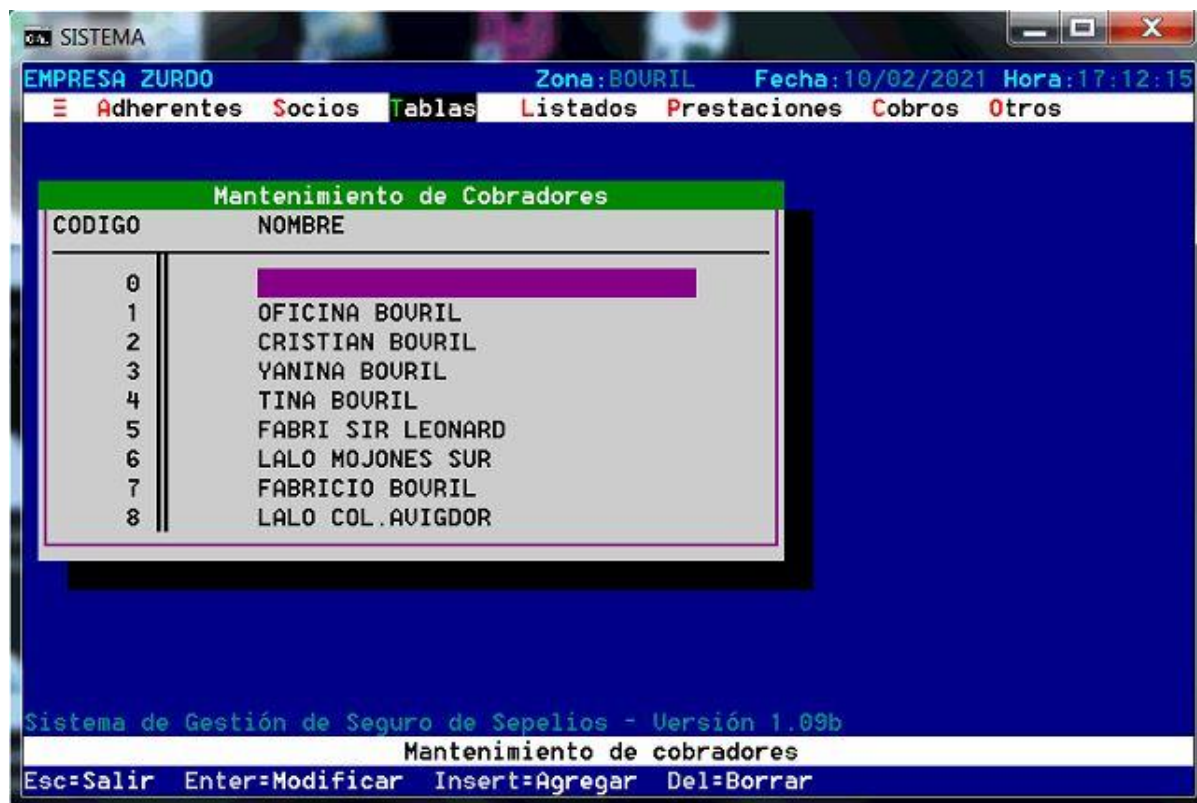 SISTEMA
EMPRESA ZURDO Zona:BOVRIL Fecha:10/02/2021 Hora:17:12:15
≡ Adherentes Socios Tablas Listados Prestaciones Cobros Otros
Mantenimiento de Cobradores
CODIGO NOMBRE
0
1 OFICINA BOVRIL
2 CRISTIAN BOVRIL
3 YANINA BOVRIL
4 TINA BOVRIL
5 FABRI SIR LEONARD
6 LALO MOJONES SUR
7 FABRICIO BOVRIL
8 LALO COL.AVIGDOR
Sistema de Gestión de Seguro de Sepelios - Versión 1.09b
Mantenimiento de cobradores
Esc=Salir Enter=Modificar Insert=Agregar Del=Borrar